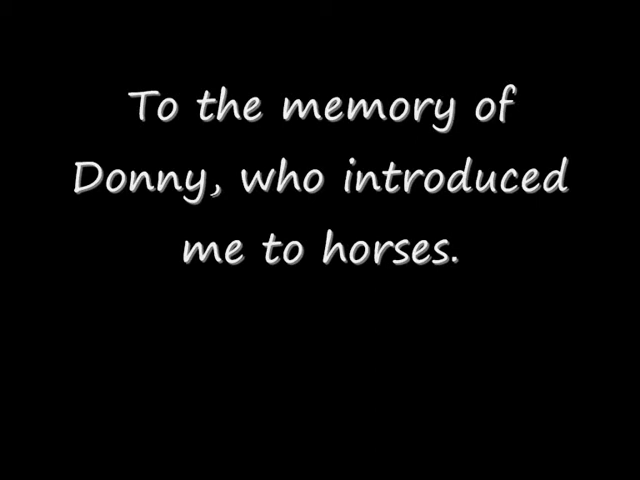 To the memory of
Donny, who introduced
me to horses.